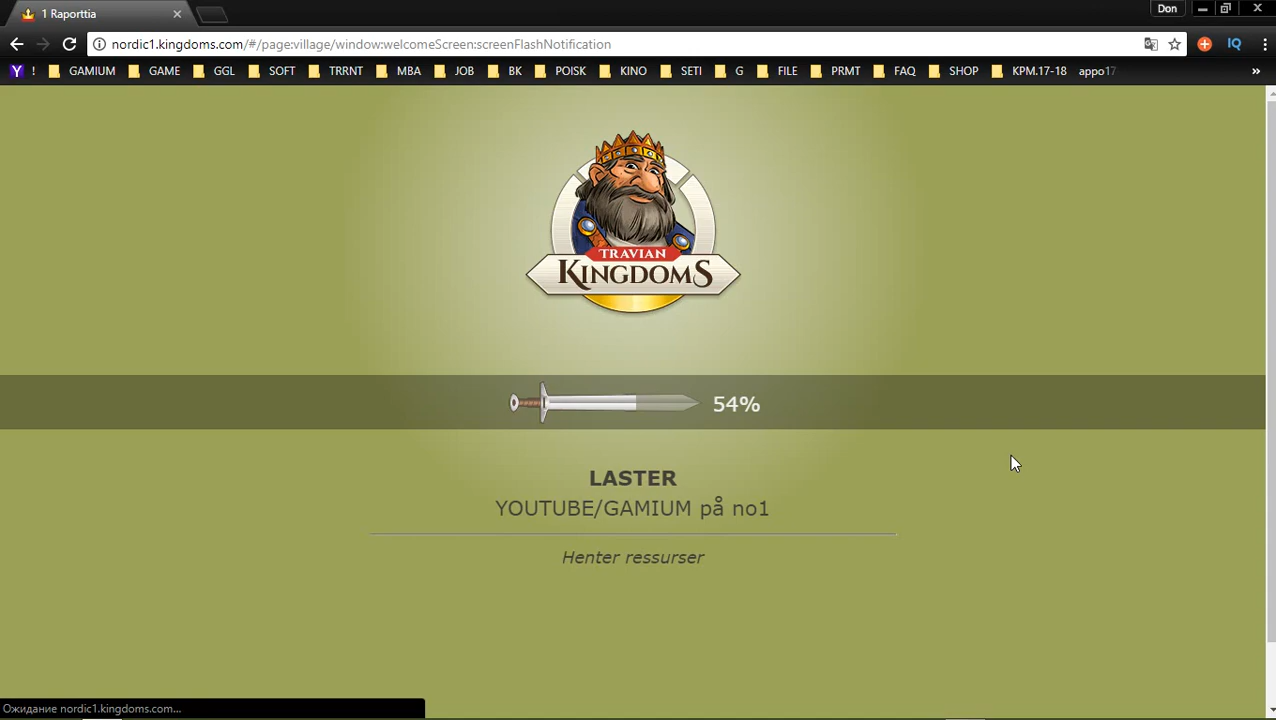 1 Raporttia
Don
nordic1.kingdoms.com/#/page:village/window:welcomeScreen:screenFlashNotification
IQ
Y ! GAMIUM GAME GGL SOFT TRRNT MBA JOB BK POISK KINO SETI G FILE PRMT FAQ SHOP KPM.17-18 appo17 »
TRAVIAN
KINGDOMS
54%
LASTER
YOUTUBE/GAMIUM på no1
Henter ressurser
Ожидание nordic1.kingdoms.com...